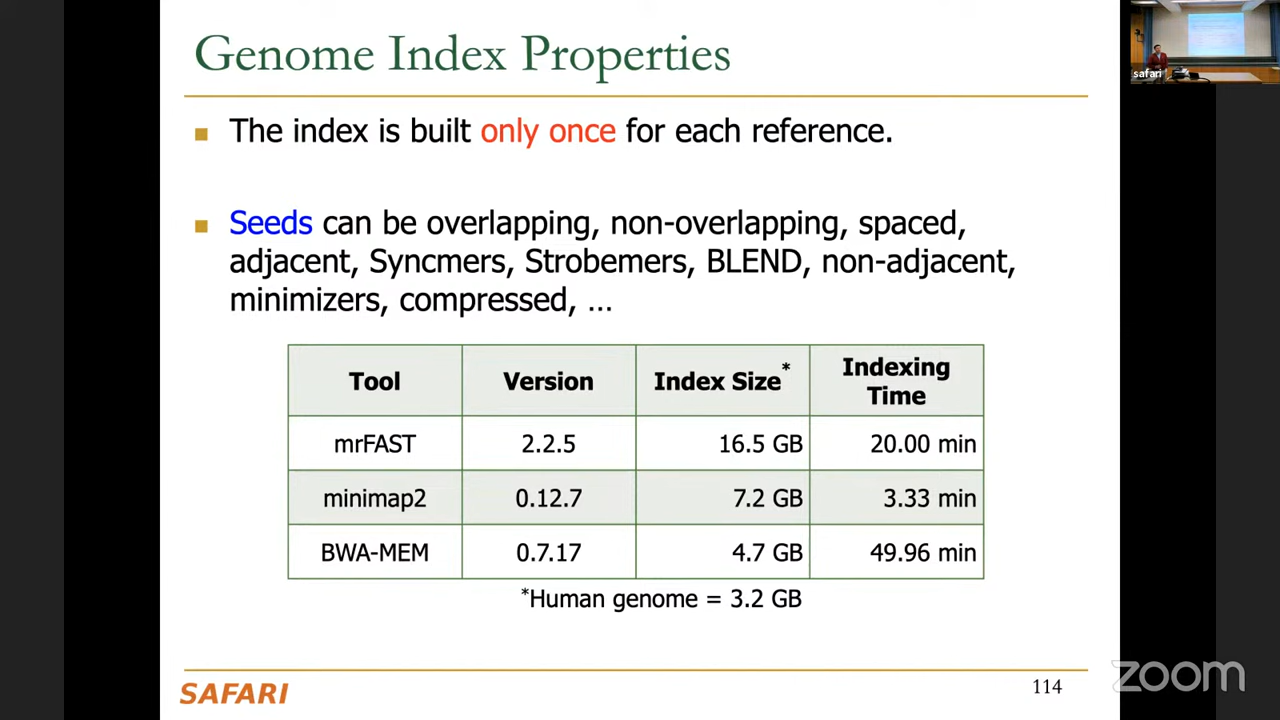 Genome Index Properties
safari
The index is built only once for each reference.
Seeds can be overlapping, non-overlapping, spaced,
adjacent, Syncmers, Strobemers, BLEND, non-adjacent,
minimizers, compressed, ...
Tool Version Index Size* Indexing Time
mrFAST 2.2.5 16.5 GB 20.00 min
minimap2 0.12.7 7.2 GB 3.33 min
BWA-MEM 0.7.17 4.7 GB 49.96 min
*Human genome = 3.2 GB
SAFARI
114
zoom